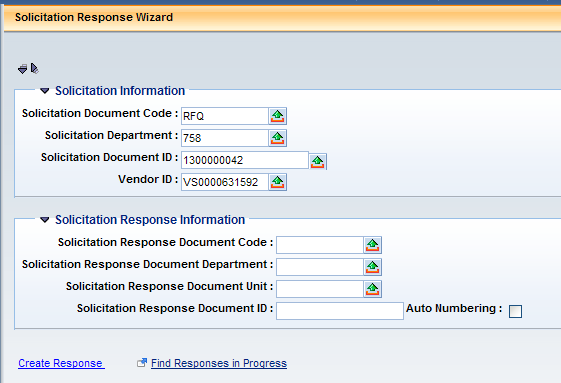 Solicitation Response Wizard
Solicitation Information
Solicitation Document Code : RFQ
Solicitation Department : 758
Solicitation Document ID : 1300000042
Vendor ID : VS0000631592
Solicitation Response Information
Solicitation Response Document Code :
Solicitation Response Document Department :
Solicitation Response Document Unit :
Solicitation Response Document ID : Auto Numbering :
Create Response Find Responses in Progress